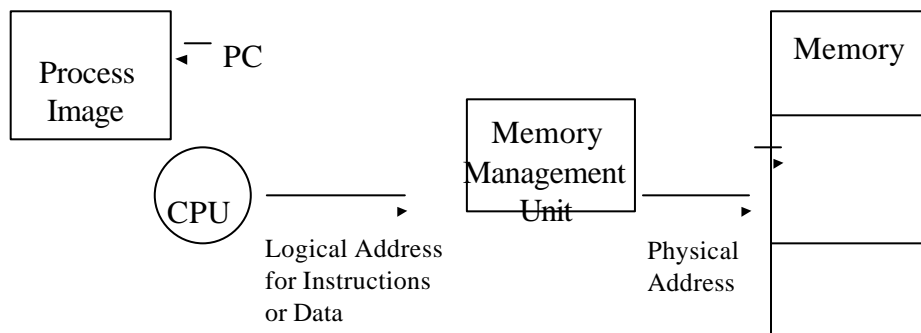 Process
Image
PC
Memory
CPU
Memory
Management
Unit
Logical Address
for Instructions
or Data
Physical
Address